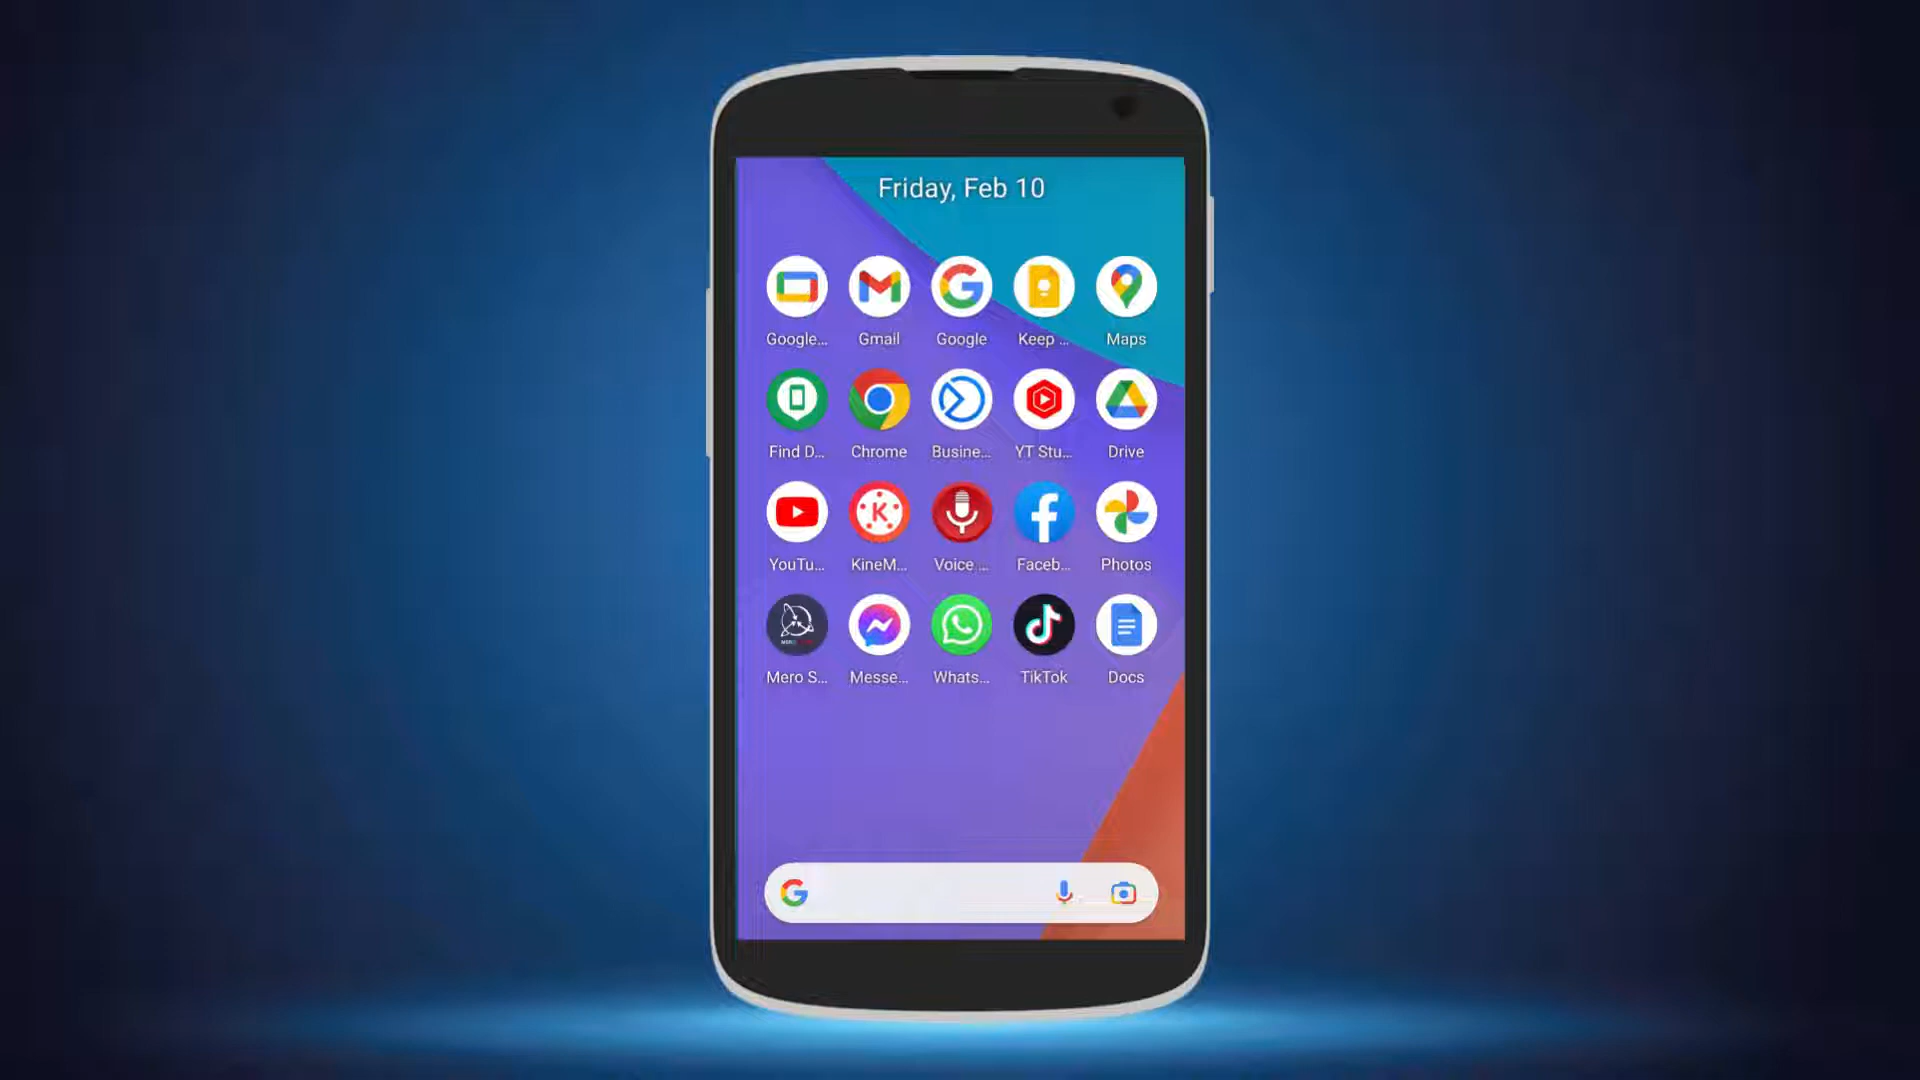 Friday, Feb 10
Google... Gmail Google Keep ... Maps
Find D... Chrome Busine... YT Stu... Drive
YouTu... KineM... Voice ... Faceb... Photos
Mero S... Messe... Whats... TikTok Docs